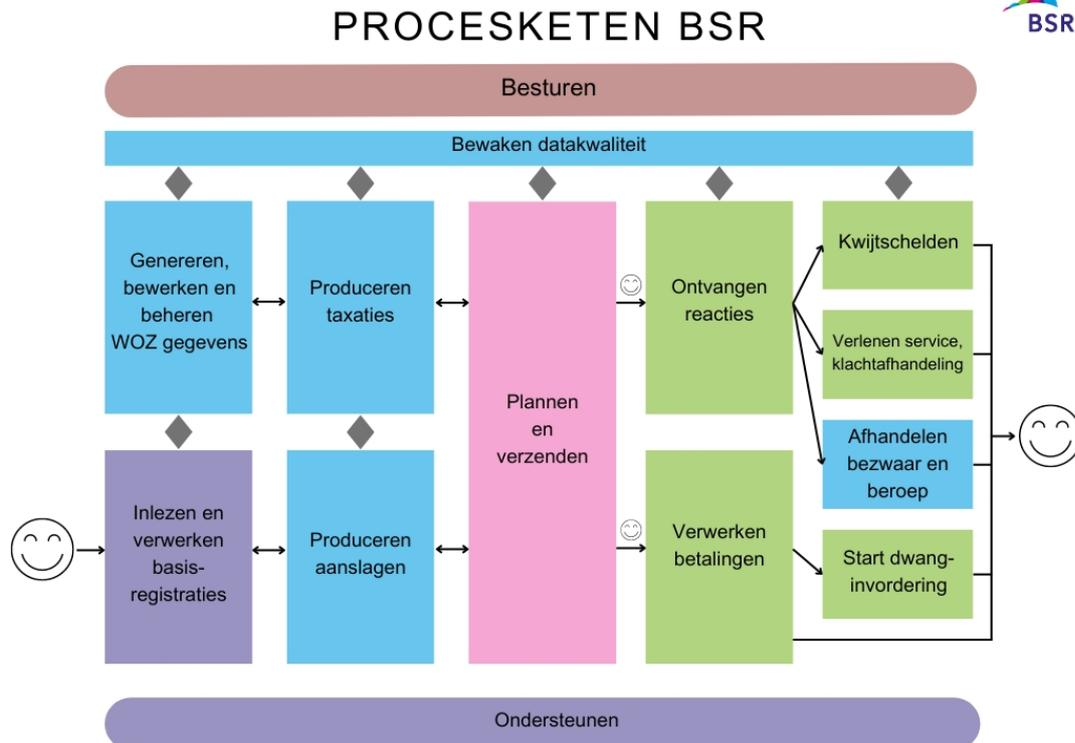 PROCESKETEN BSR
BSR
Besturen
Bewaken datakwaliteit
Genereren,
bewerken en
beheren
WOZ gegevens
Produceren
taxaties
Plannen
en
verzenden
Ontvangen
reacties
Kwijtschelden
Verlenen service,
klachtafhandeling
Afhandelen
bezwaar en
beroep
Inlezen en
verwerken
basis-
registraties
Produceren
aanslagen
Verwerken
betalingen
Start dwang-
invordering
Ondersteunen